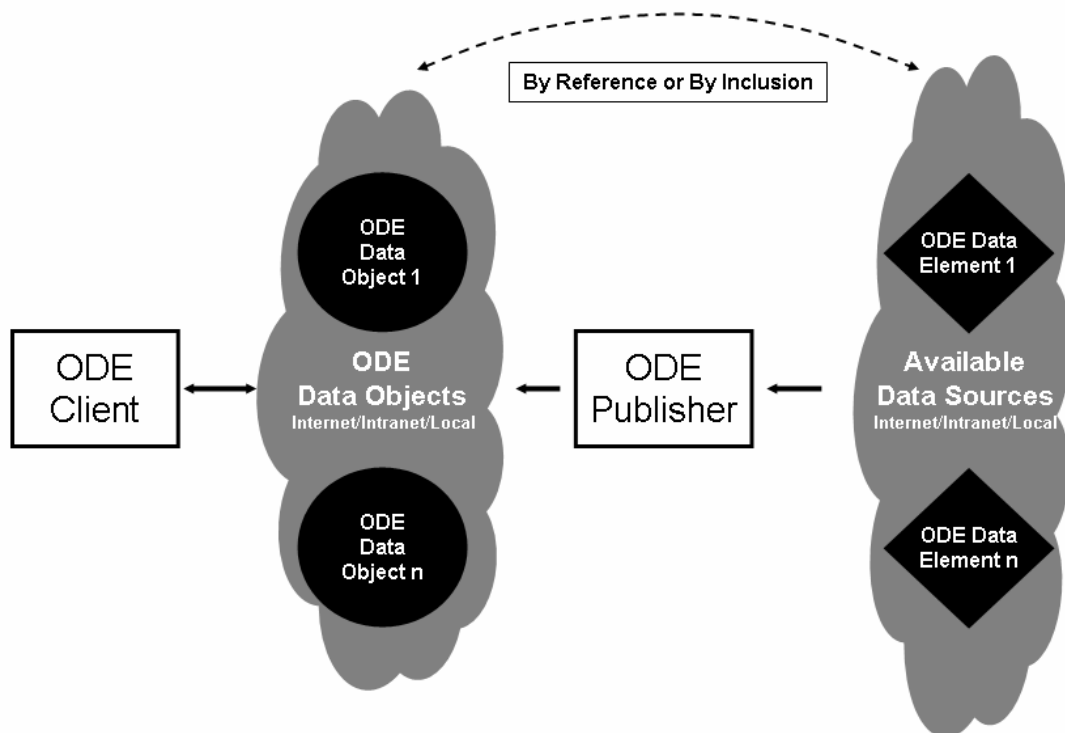 By Reference or By Inclusion
ODE
Data
Object 1
ODE Data
Element 1
ODE
Client
ODE
Data Objects
Internet/Intranet/Local
ODE
Publisher
Available
Data Sources
Internet/Intranet/Local
ODE
Data
Object n
ODE Data
Element n